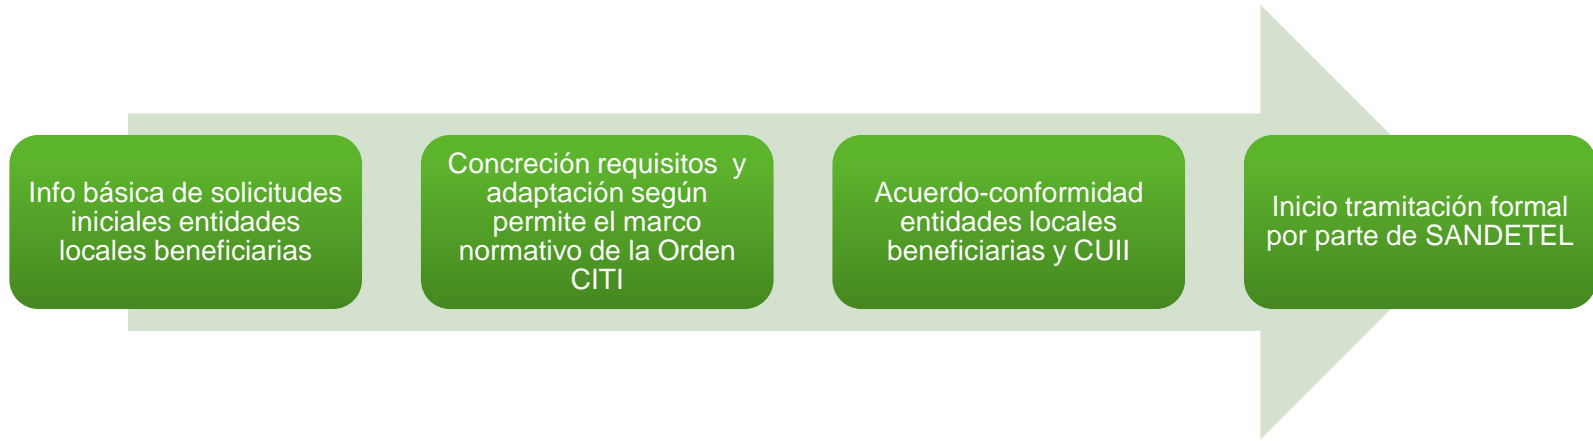 Info básica de solicitudes
iniciales entidades
locales beneficiarias
Concreción requisitos  y
adaptación según
permite el marco
normativo de la Orden
CITI
Acuerdo-conformidad
entidades locales
beneficiarias y CUII
Inicio tramitación formal
por parte de SANDETEL